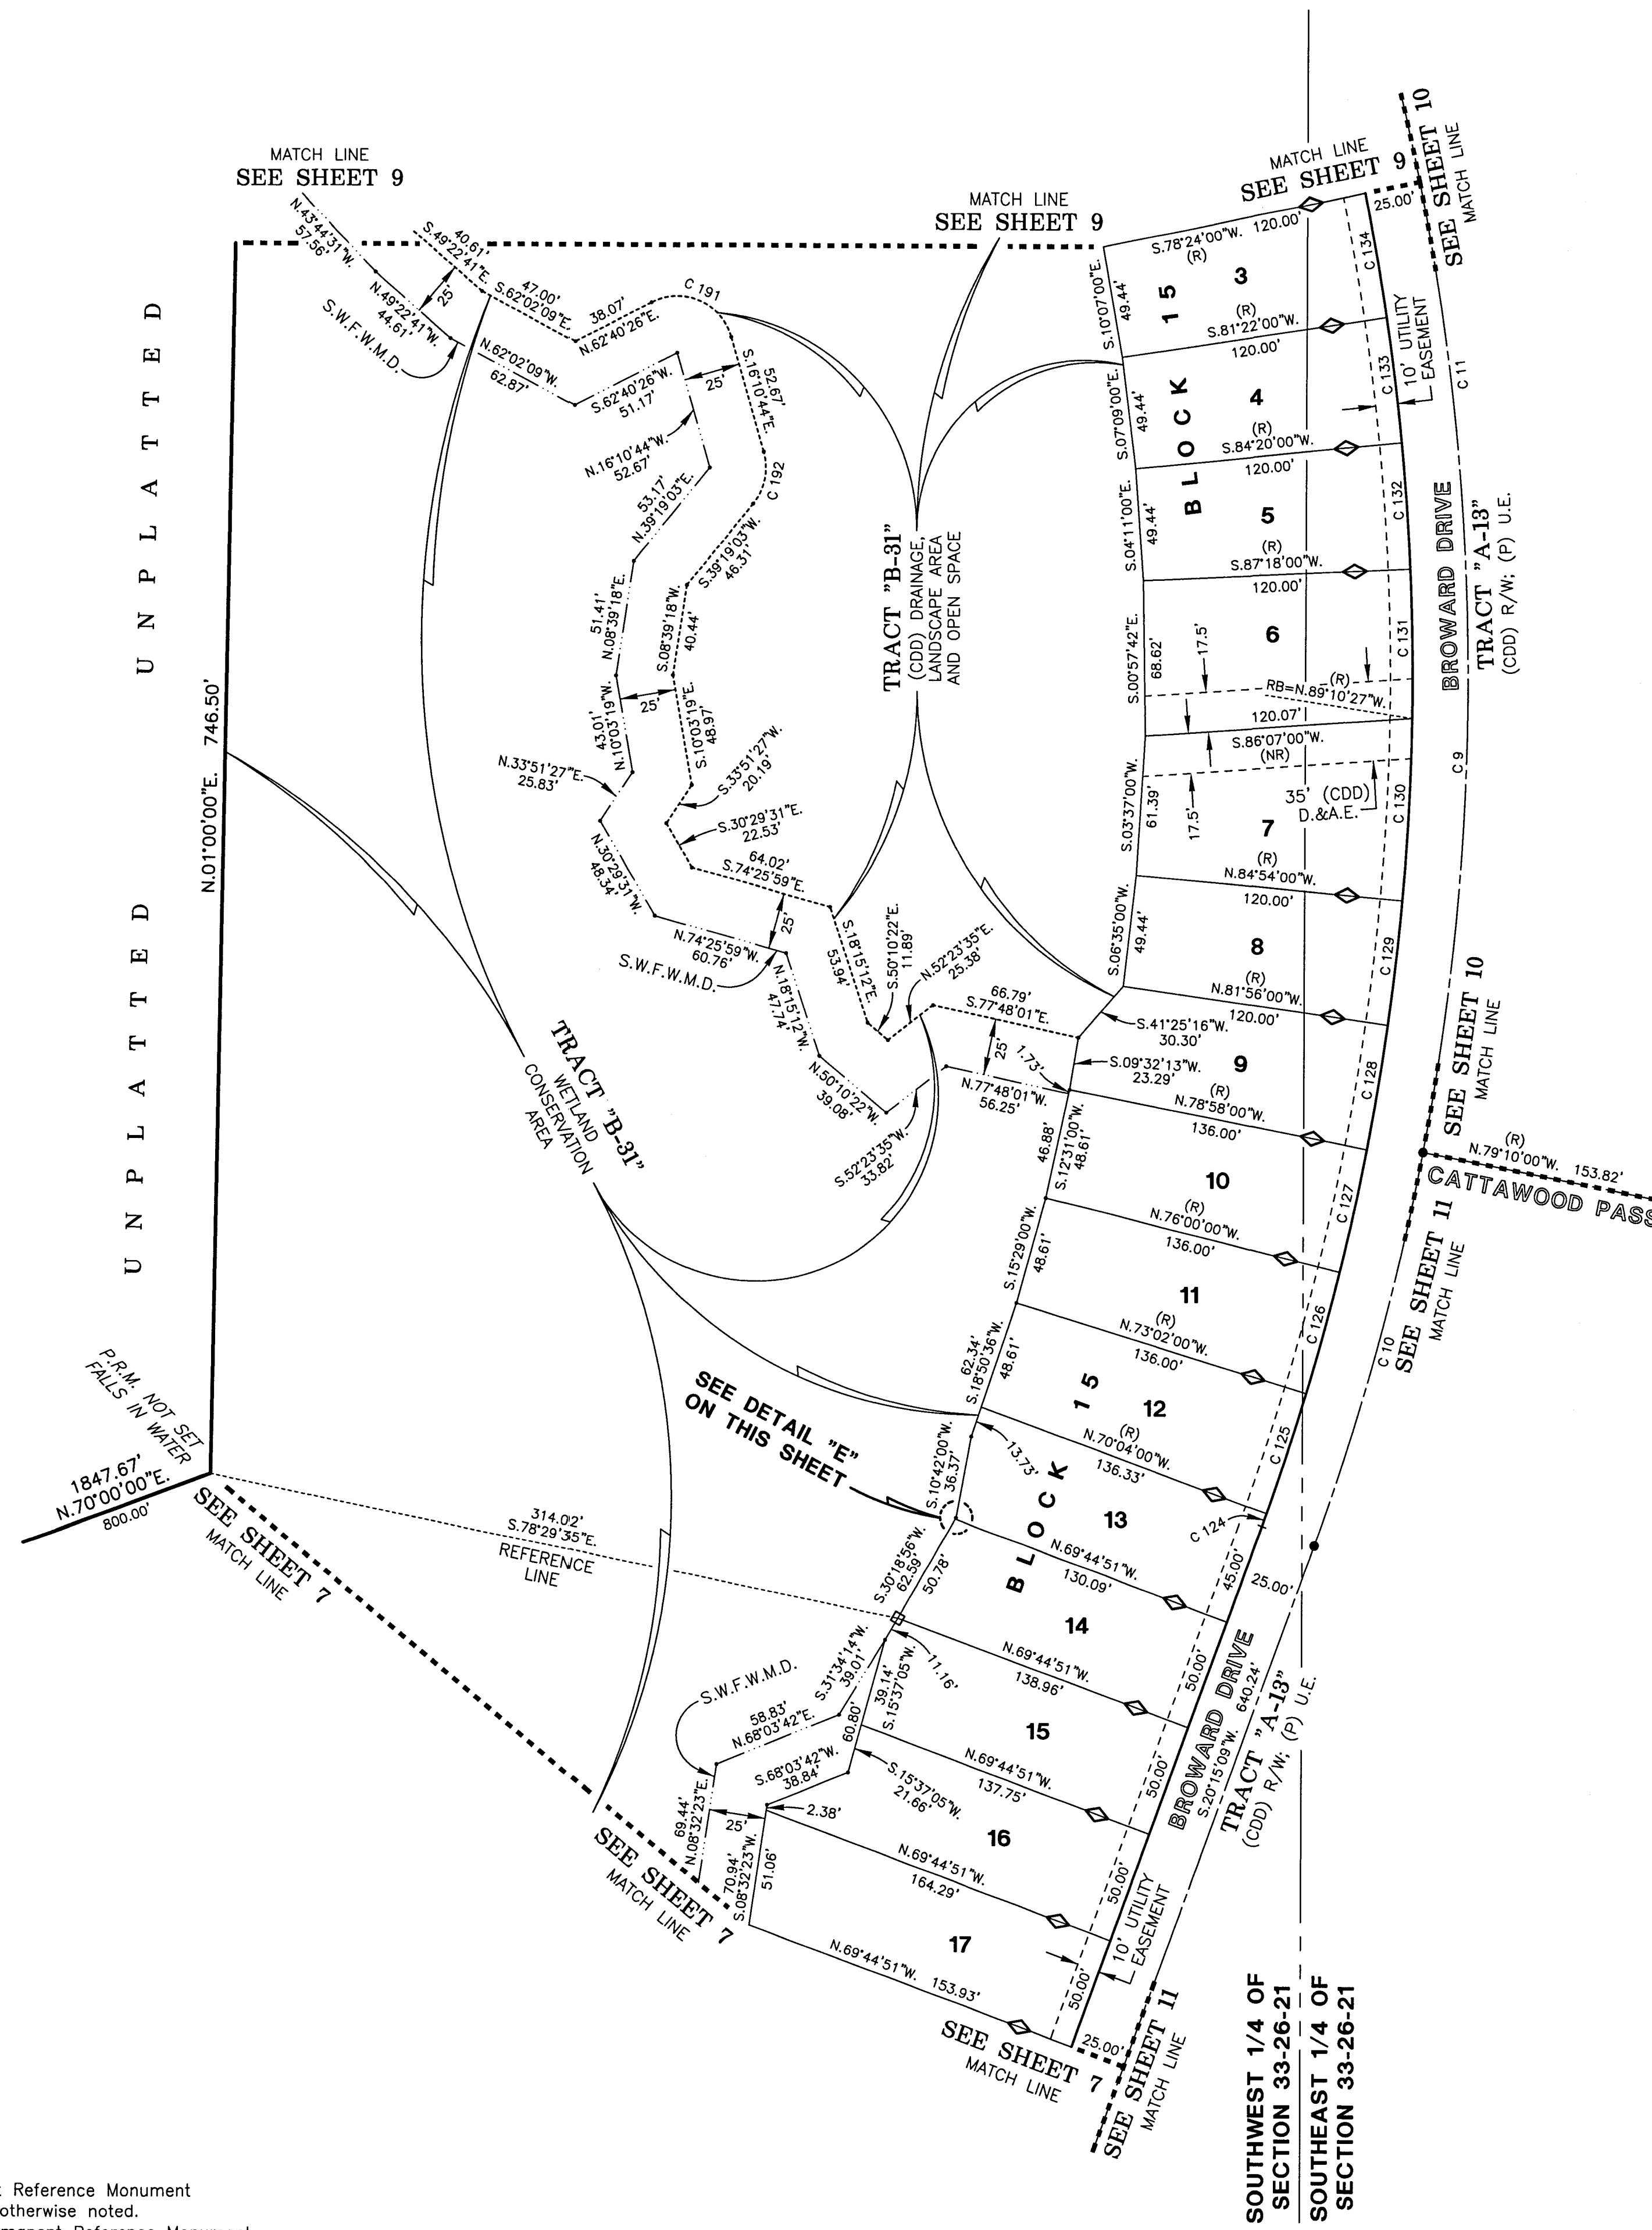 MATCH LINE
SEE SHEET 9
MATCH LINE
SEE SHEET 9
MATCH LINE
SEE SHEET 9
SEE SHEET 10
MATCH LINE
25.00'
N.43°44'31"W.
57.56'
40.61'
S.49°22'41"E.
25'
N.49°22'41"W.
44.61'
S.W.F.W.M.D.
47.00'
S.62°02'09"E.
N.62°02'09"W.
62.87'
38.07'
N.62°40'26"E.
C 191
S.62°40'26"W.
51.17'
25'
52.67'
S.16°10'44"E.
N.16°10'44"W.
52.67'
C 192
53.17'
N.39°19'03"E.
S.39°19'03"W.
46.31'
51.41'
N.08°39'18"E.
S.08°39'18"W.
40.44'
25'
43.01'
N.10°03'19"W.
S.10°03'19"E.
48.97'
N.33°51'27"E.
25.83'
S.33°51'27"W.
20.19'
S.30°29'31"E.
22.53'
N.30°29'31"W.
48.34'
64.02'
S.74°25'59"E.
25'
N.74°25'59"W.
60.76'
S.W.F.W.M.D.
S.18°15'12"E.
53.94'
N.18°15'12"W.
47.74'
S.50°10'22"E.
11.89'
N.52°23'35"E.
25.38'
N.50°10'22"W.
39.08'
S.52°23'35"W.
33.82'
66.79'
S.77°48'01"E.
25'
1.73'
N.77°48'01"W.
56.25'
UNPLATTED
UNPLATTED
N.01°00'00"E. 746.50'
TRACT "B-31"
(CDD) DRAINAGE,
LANDSCAPE AREA
AND OPEN SPACE
TRACT "B-31"
WETLAND
CONSERVATION
AREA
S.78°24'00"W. 120.00'
(R)
S.10°07'00"E.
49.44'
15
3
C 134
(R)
S.81°22'00"W.
120.00'
10' UTILITY
EASEMENT
C 133
C 11
S.07°09'00"E.
49.44'
BLOCK
4
(R)
S.84°20'00"W.
120.00'
S.04°11'00"E.
49.44'
5
C 132
(R)
S.87°18'00"W.
120.00'
BROWARD DRIVE
TRACT "A-13"
(CDD) R/W; (P) U.E.
S.00°57'42"E.
68.62'
6
17.5'
C 131
(R)
RB=N.89°10'27"W.
120.07'
S.86°07'00"W.
(NR)
C 9
S.03°37'00"W.
61.39'
17.5'
35' (CDD)
D.&A.E.
C 130
7
(R)
N.84°54'00"W.
120.00'
S.06°35'00"W.
49.44'
8
C 129
(R)
N.81°56'00"W.
120.00'
S.41°25'16"W.
30.30'
S.09°32'13"W.
23.29'
9
C 128
(R)
N.78°58'00"W.
136.00'
SEE SHEET 10
MATCH LINE
(R)
N.79°10'00"W. 153.82'
CATTAWOOD PASS
SEE SHEET 11
MATCH LINE
46.88'
S.12°31'00"W.
48.61'
10
C 127
(R)
N.76°00'00"W.
136.00'
S.15°29'00"W.
48.61'
11
C 126
(R)
N.73°02'00"W.
136.00'
C 10
62.34'
S.18°50'36"W.
48.61'
15
12
C 125
(R)
N.70°04'00"W.
136.33'
SEE DETAIL "E"
ON THIS SHEET
S.10°42'00"W.
36.37'
13.73'
BLOCK
13
C 124
45.00'
25.00'
N.69°44'51"W.
130.09'
P.R.M. NOT SET
FALLS IN WATER
1847.67'
N.70°00'00"E.
800.00'
SEE SHEET 7
MATCH LINE
314.02'
S.78°29'35"E.
REFERENCE
LINE
S.30°18'56"W.
62.59'
50.78'
14
50.00'
N.69°44'51"W.
138.96'
11.16'
S.31°34'14"W.
39.01'
39.14'
S.15°37'05"W.
60.80'
15
50.00'
BROWARD DRIVE
S.20°15'09"W. 640.24'
TRACT "A-13"
(CDD) R/W; (P) U.E.
S.W.F.W.M.D.
58.83'
N.68°03'42"E.
N.69°44'51"W.
137.75'
S.68°03'42"W.
38.84'
S.15°37'05"W.
21.66'
2.38'
16
50.00'
69.44'
N.08°32'23"E.
25'
70.94'
S.08°32'23"W.
51.06'
N.69°44'51"W.
164.29'
SEE SHEET 7
MATCH LINE
17
10' UTILITY
EASEMENT
50.00'
N.69°44'51"W. 153.93'
25.00'
SEE SHEET 7
MATCH LINE
SEE SHEET 11
MATCH LINE
SOUTHWEST 1/4 OF
SECTION 33-26-21
SOUTHEAST 1/4 OF
SECTION 33-26-21
Reference Monument
otherwise noted.